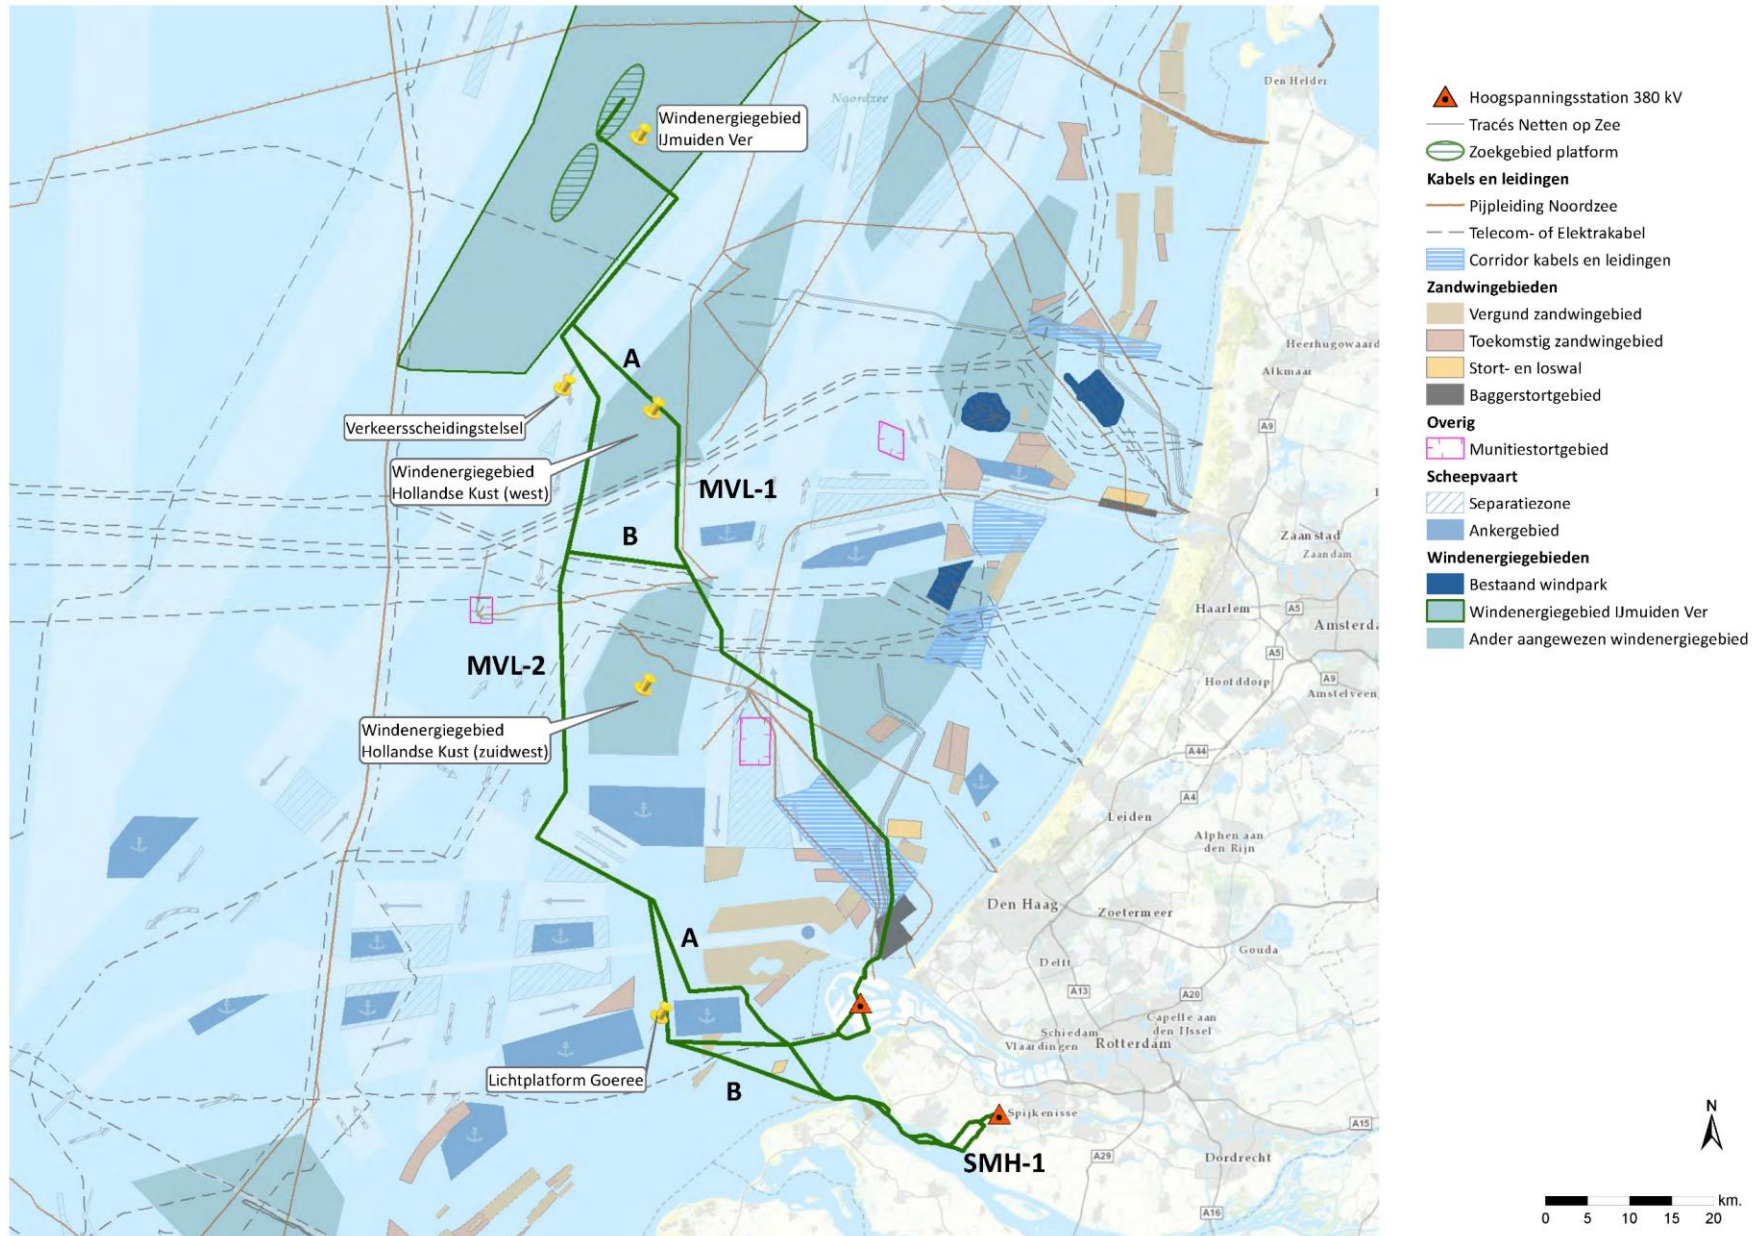 Noordzee
Den Helder
Windenergiegebied
IJmuiden Ver
Heerhugowaard
Alkmaar
A
A9
Verkeersscheidingstelsel
Windenergiegebied
Hollandse Kust (west)
MVL-1
B
Zaanstad
Zaandam
Haarlem
A5
Amsterda
MVL-2
A5
Hoofddorp
A9
Amstelveen
Windenergiegebied
Hollandse Kust (zuidwest)
A44
A4
Leiden
Alphen aan
den Rijn
Den Haag
Zoetermeer
A
Gouda
Delft
A13
A20
Capelle aan
den IJssel
Schiedam
Vlaardingen
Rotterdam
Lichtplatform Goeree
B
Spijkenisse
A15
SMH-1
A29
Dordrecht
A16
Hoogspanningsstation 380 kV
Tracés Netten op Zee
Zoekgebied platform
Kabels en leidingen
Pijpleiding Noordzee
Telecom- of Elektrakabel
Corridor kabels en leidingen
Zandwingebieden
Vergund zandwingebied
Toekomstig zandwingebied
Stort- en loswal
Baggerstortgebied
Overig
Munitiestortgebied
Scheepvaart
Separatiezone
Ankergebied
Windenergiegebieden
Bestaand windpark
Windenergiegebied IJmuiden Ver
Ander aangewezen windenergiegebied
N
km.
0 5 10 15 20